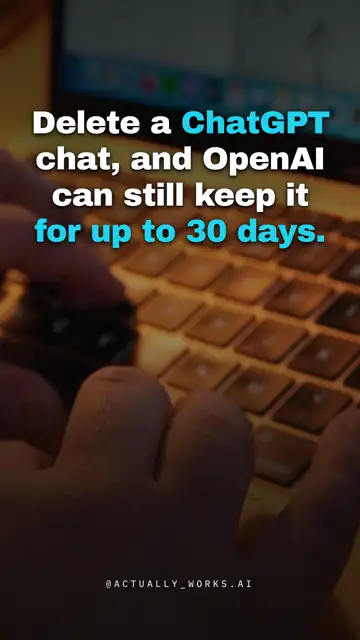 Delete a ChatGPT
chat, and OpenAI
can still keep it
for up to 30 days.
@ACTUALLY_WORKS.AI